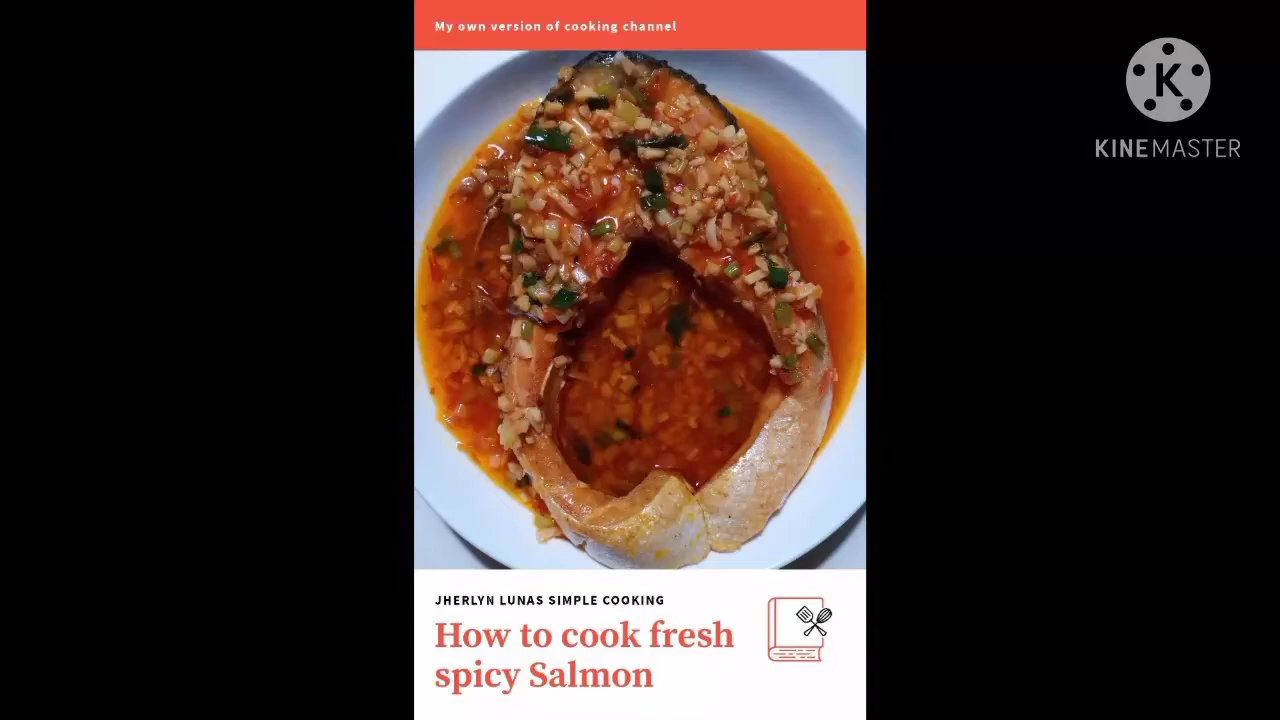 My own version of cooking channel
K
KINEMASTER
JHERLYN LUNAS SIMPLE COOKING
How to cook fresh
spicy Salmon